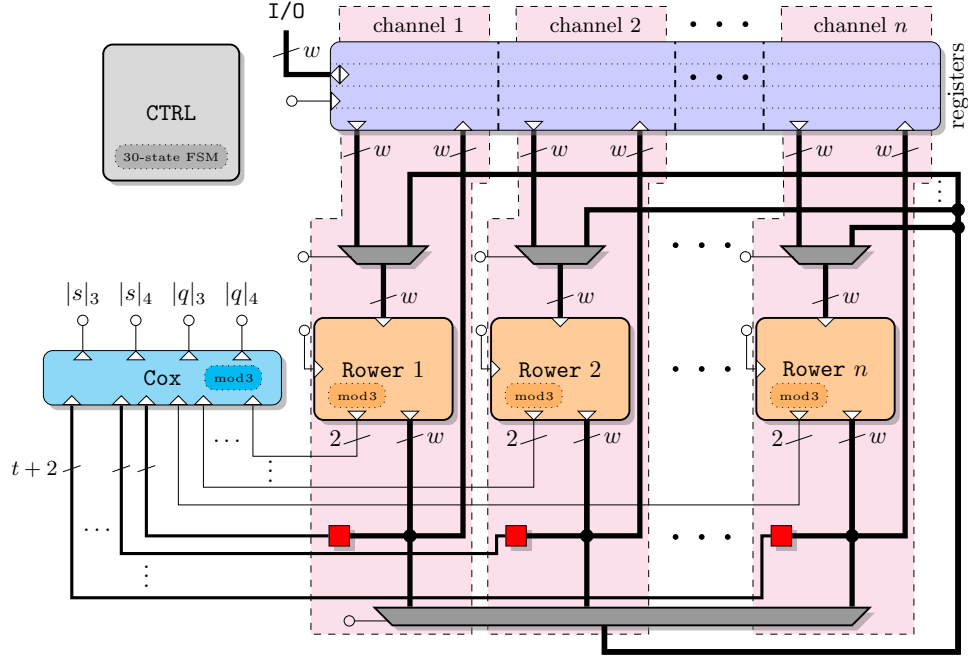 I/O
channel 1
channel 2
. . . .
channel n
w
. . . .
registers
CTRL
30-state FSM
w
w
w
w
w
w
⋮
. . . .
w
w
w
|s|₃
|s|₄
|q|₃
|q|₄
Cox
mod3
Rower 1
mod3
Rower 2
mod3
. . . .
Rower n
mod3
2
w
2
w
2
w
...
t + 2
⋮
...
. . . .
⋮